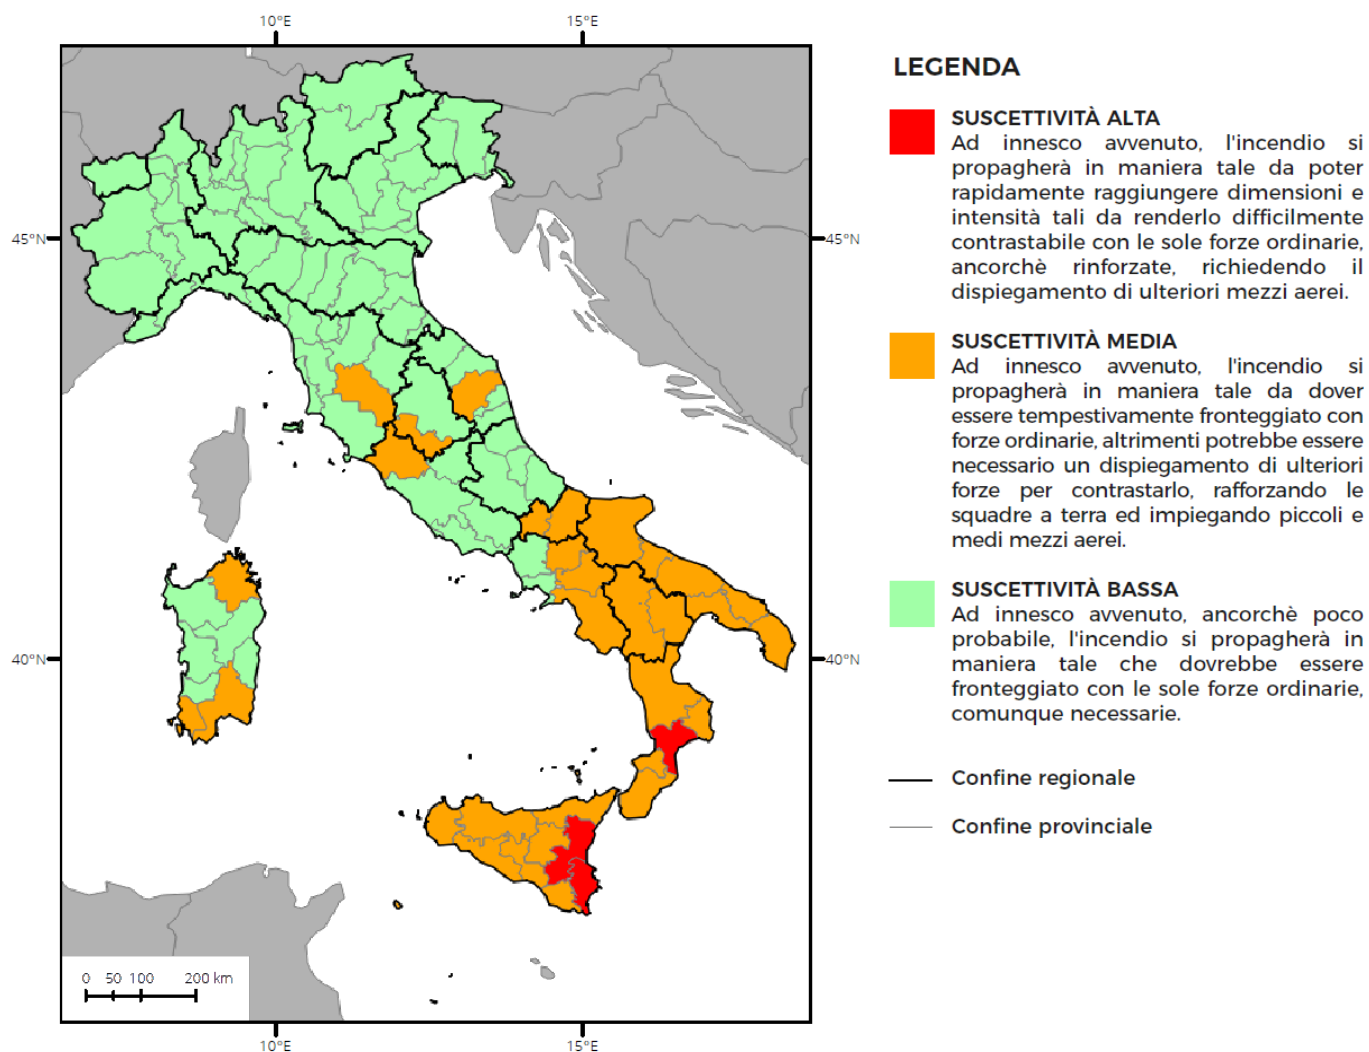 10°E 15°E
LEGENDA
SUSCETTIVITÀ ALTA
Ad innesco avvenuto, l'incendio si
propagherà in maniera tale da poter
rapidamente raggiungere dimensioni e
intensità tali da renderlo difficilmente
contrastabile con le sole forze ordinarie,
ancorchè rinforzate, richiedendo il
dispiegamento di ulteriori mezzi aerei.
SUSCETTIVITÀ MEDIA
Ad innesco avvenuto, l'incendio si
propagherà in maniera tale da dover
essere tempestivamente fronteggiato con
forze ordinarie, altrimenti potrebbe essere
necessario un dispiegamento di ulteriori
forze per contrastarlo, rafforzando le
squadre a terra ed impiegando piccoli e
medi mezzi aerei.
SUSCETTIVITÀ BASSA
Ad innesco avvenuto, ancorchè poco
probabile, l'incendio si propagherà in
maniera tale che dovrebbe essere
fronteggiato con le sole forze ordinarie,
comunque necessarie.
Confine regionale
Confine provinciale
45°N 45°N
40°N 40°N
0 50 100 200 km
10°E 15°E